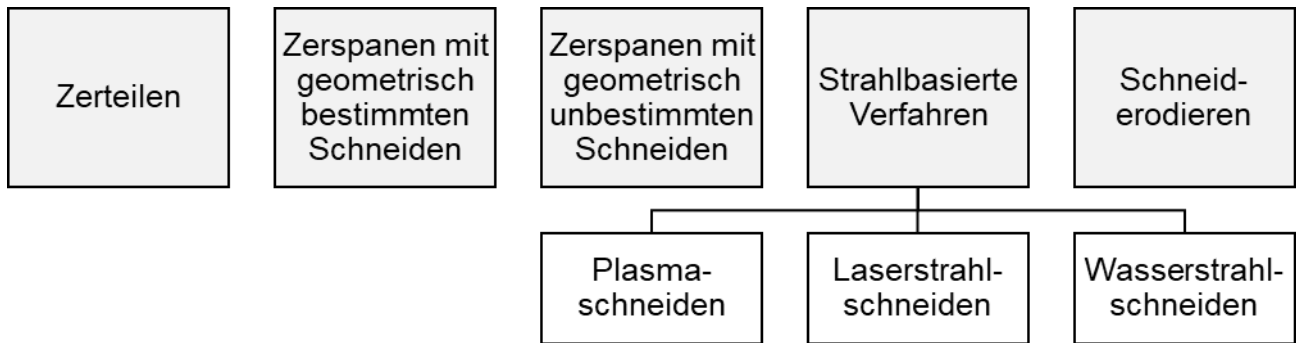 Zerteilen
Zerspanen mit
geometrisch
bestimmten
Schneiden
Zerspanen mit
geometrisch
unbestimmten
Schneiden
Strahlbasierte
Verfahren
Schneid-
erodieren
Plasma-
schneiden
Laserstrahl-
schneiden
Wasserstrahl-
schneiden